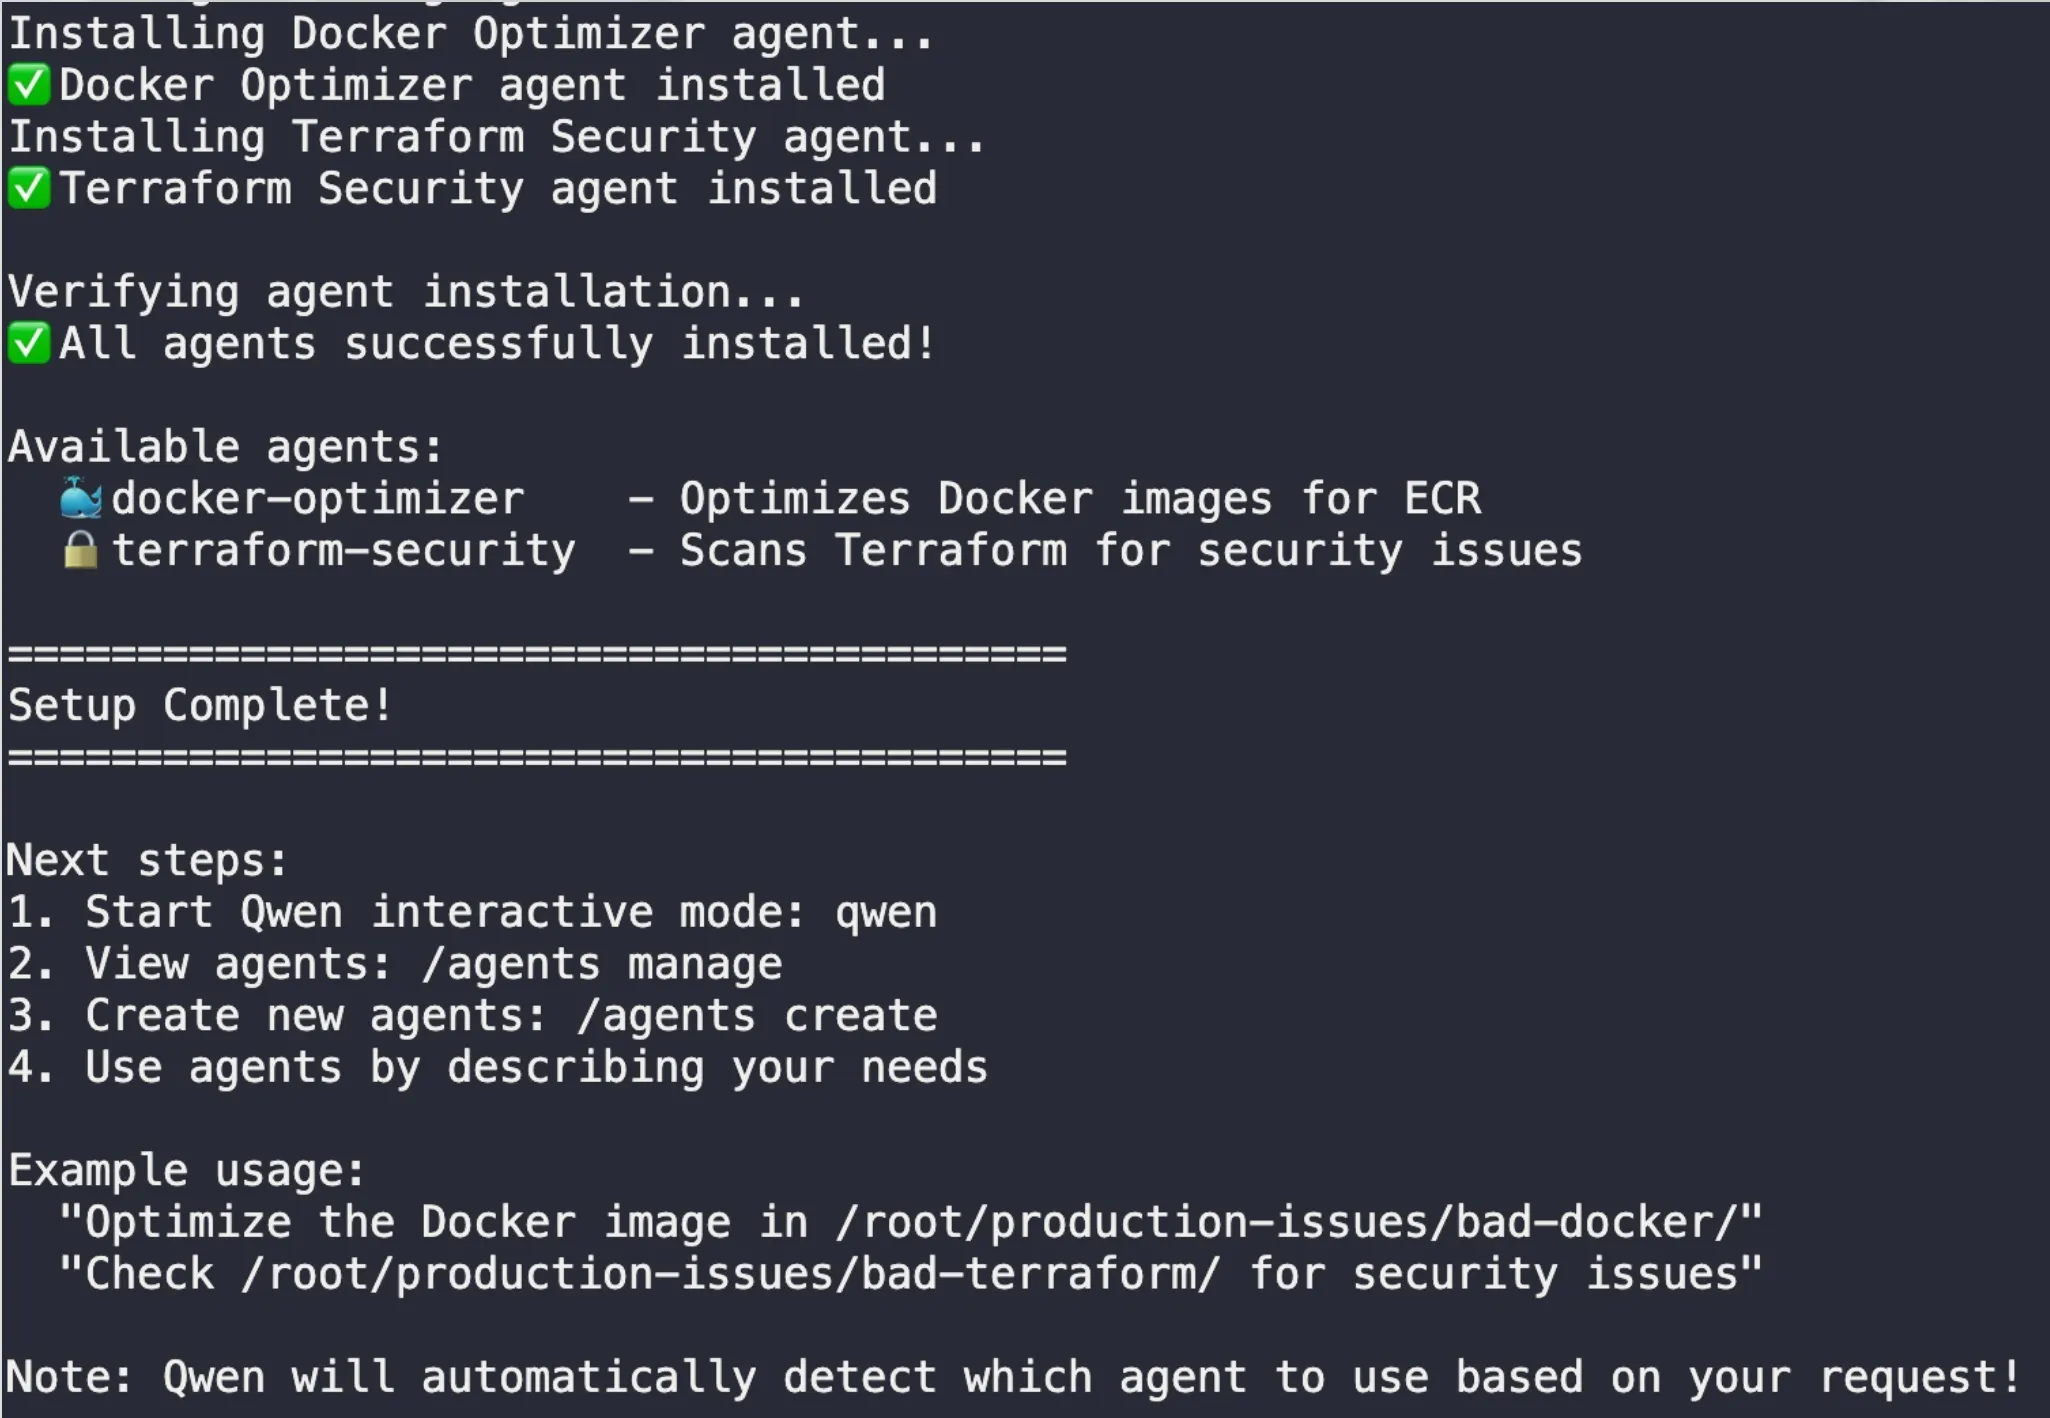 Installing Docker Optimizer agent...
✅ Docker Optimizer agent installed
Installing Terraform Security agent...
✅ Terraform Security agent installed
Verifying agent installation...
✅ All agents successfully installed!
Available agents:
🐳 docker-optimizer    - Optimizes Docker images for ECR
🔒 terraform-security  - Scans Terraform for security issues
=========================================
Setup Complete!
=========================================
Next steps:
1. Start Qwen interactive mode: qwen
2. View agents: /agents manage
3. Create new agents: /agents create
4. Use agents by describing your needs
Example usage:
"Optimize the Docker image in /root/production-issues/bad-docker/"
"Check /root/production-issues/bad-terraform/ for security issues"
Note: Qwen will automatically detect which agent to use based on your request!